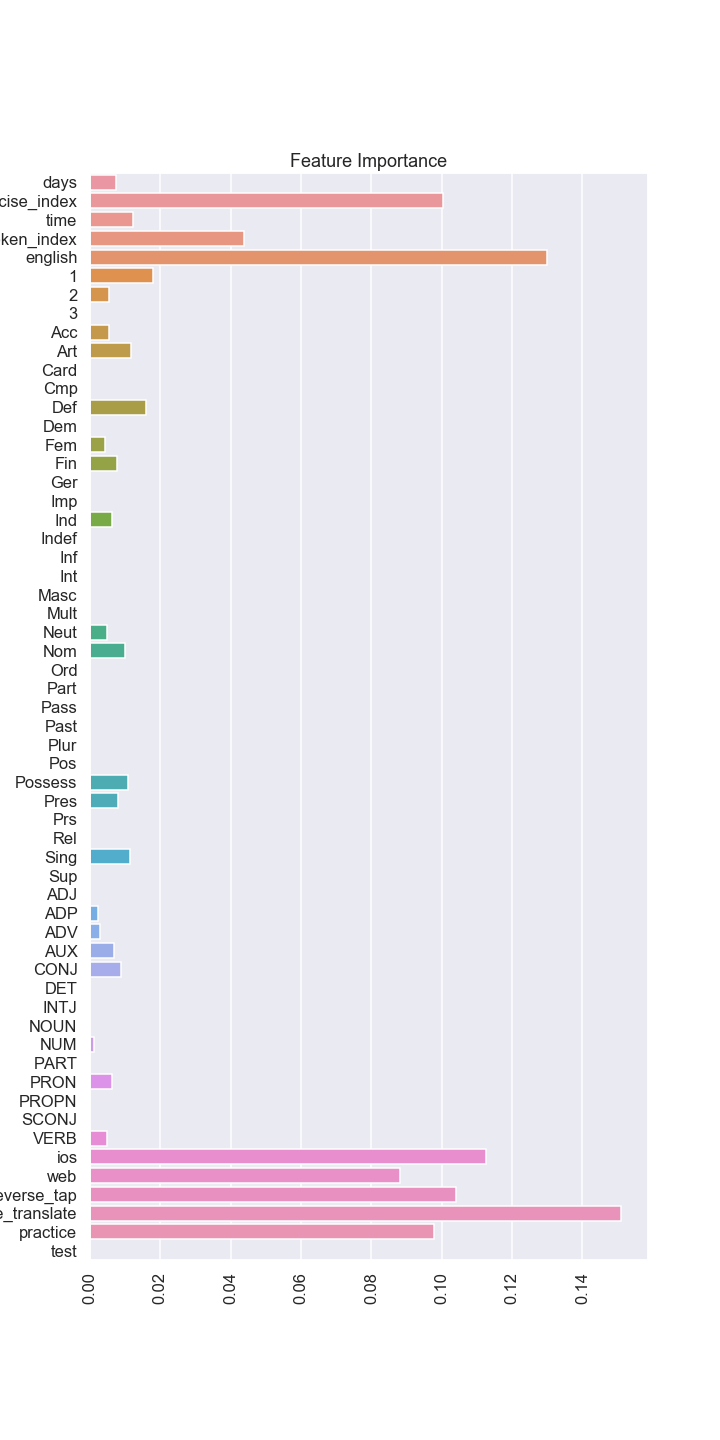 Feature Importance
days
cise_index
time
ken_index
english
1
2
3
Acc
Art
Card
Cmp
Def
Dem
Fem
Fin
Ger
Imp
Ind
Indef
Inf
Int
Masc
Mult
Neut
Nom
Ord
Part
Pass
Past
Plur
Pos
Possess
Pres
Prs
Rel
Sing
Sup
ADJ
ADP
ADV
AUX
CONJ
DET
INTJ
NOUN
NUM
PART
PRON
PROPN
SCONJ
VERB
ios
web
everse_tap
e_translate
practice
test
0.00 0.02 0.04 0.06 0.08 0.10 0.12 0.14